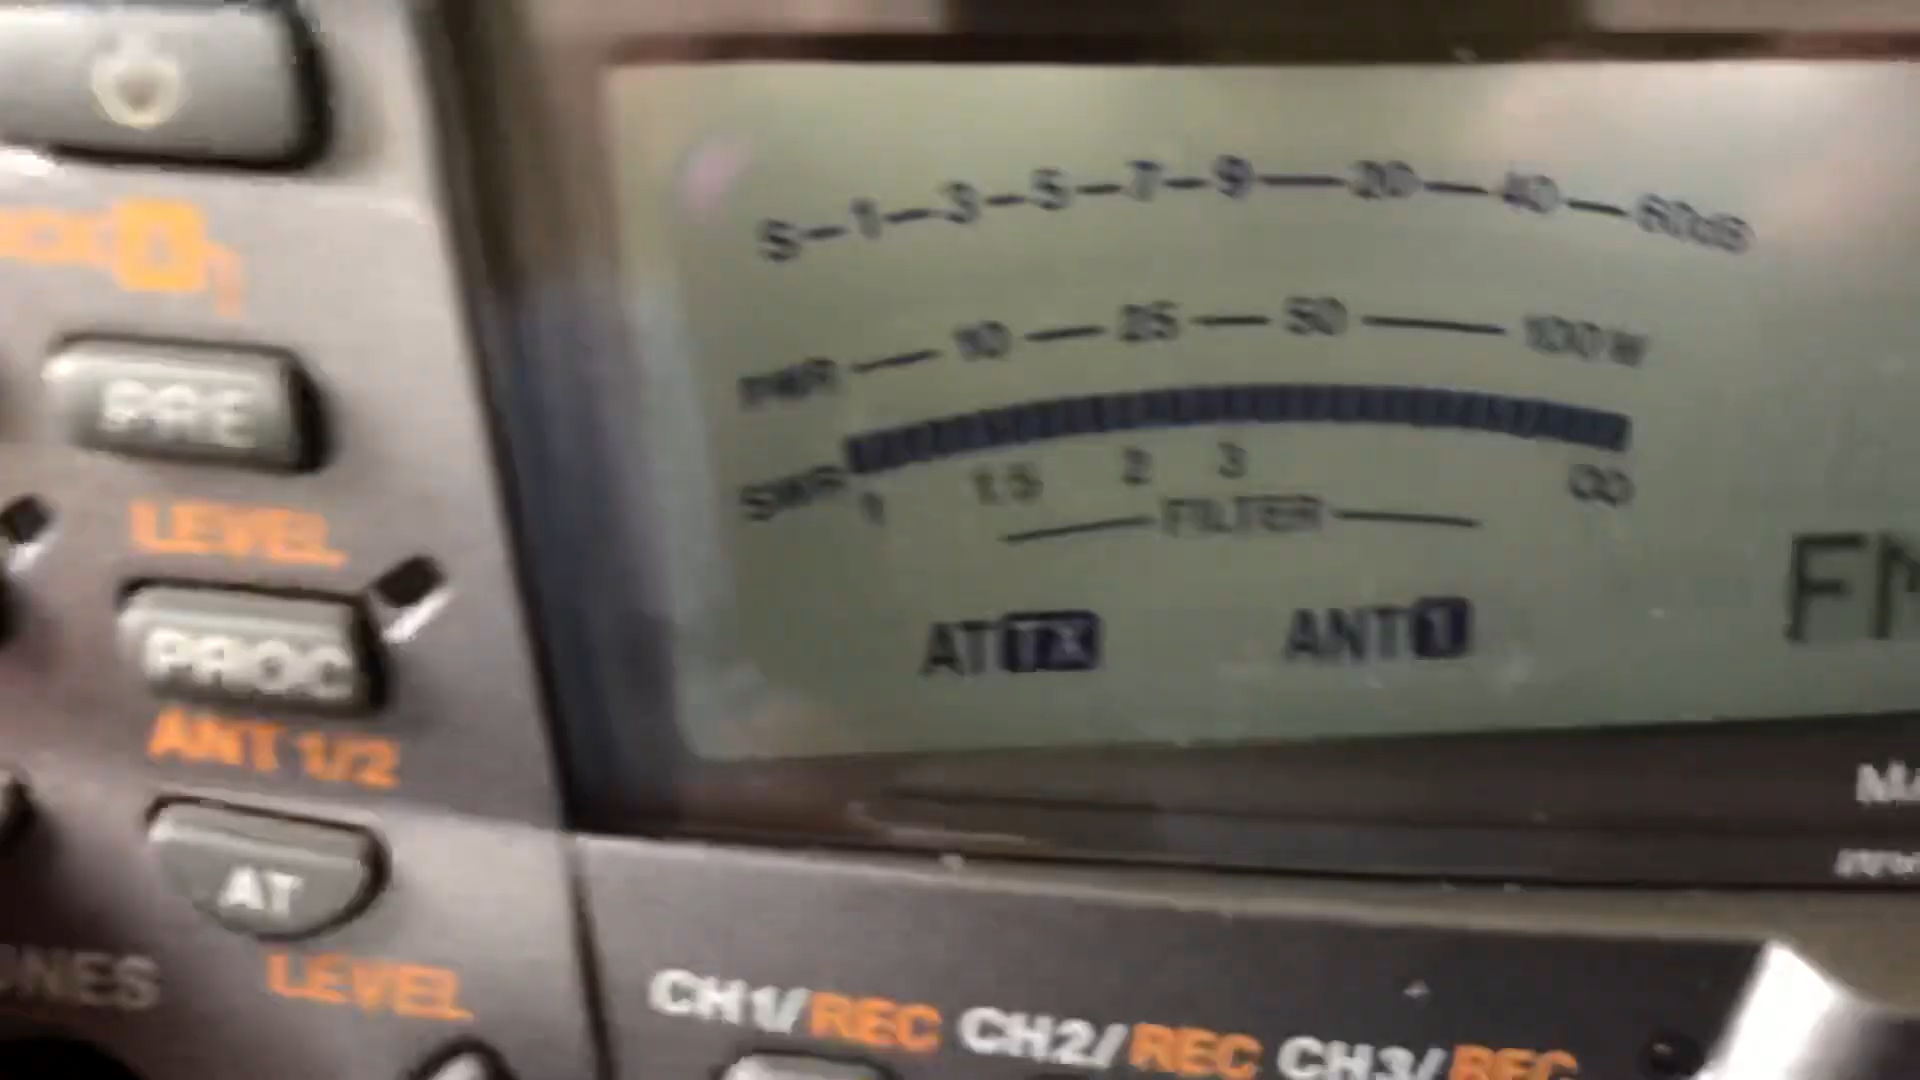 S-1-3-5-7-9-20-40-60dB
PWR-10-25-50-100W
SWR 1 1.5 2 3 ∞
FILTER
AT TX ANT 1
PRE
LEVEL
PROC
ANT 1/2
AT
LEVEL
CH1/REC CH2/REC CH3/REC